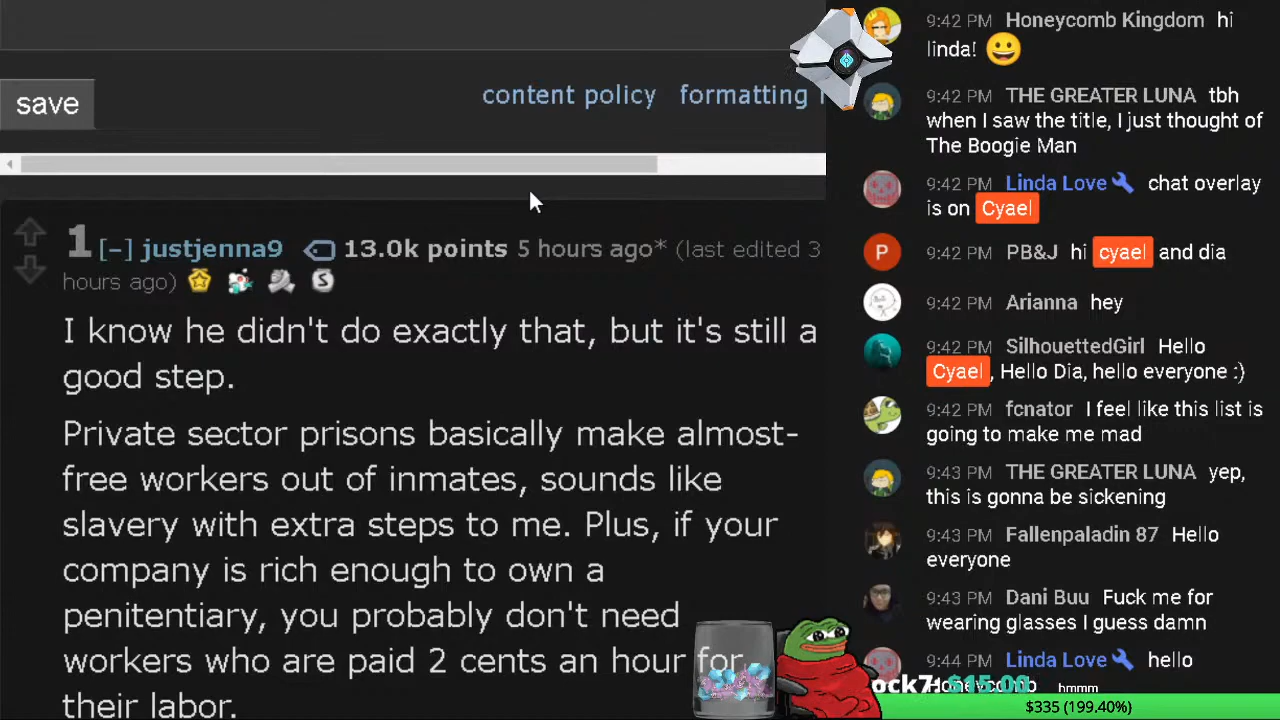 save
content policy formatting
1 [–] justjenna9 13.0k points 5 hours ago* (last edited 3
hours ago)
S
I know he didn't do exactly that, but it's still a
good step.
Private sector prisons basically make almost-
free workers out of inmates, sounds like
slavery with extra steps to me. Plus, if your
company is rich enough to own a
penitentiary, you probably don't need
workers who are paid 2 cents an hour for
their labor.
9:42 PM Honeycomb Kingdom hi
linda! 😀
9:42 PM THE GREATER LUNA tbh
when I saw the title, I just thought of
The Boogie Man
9:42 PM Linda Love chat overlay
is on Cyael
P 9:42 PM PB&J hi cyael and dia
9:42 PM Arianna hey
9:42 PM SilhouettedGirl Hello
Cyael, Hello Dia, hello everyone :)
9:42 PM fcnator I feel like this list is
going to make me mad
9:43 PM THE GREATER LUNA yep,
this is gonna be sickening
9:43 PM Fallenpaladin 87 Hello
everyone
9:43 PM Dani Buu Fuck me for
wearing glasses I guess damn
9:44 PM Linda Love hello
Honeycomb hmmm
ock7: $15.00
$335 (199.40%)